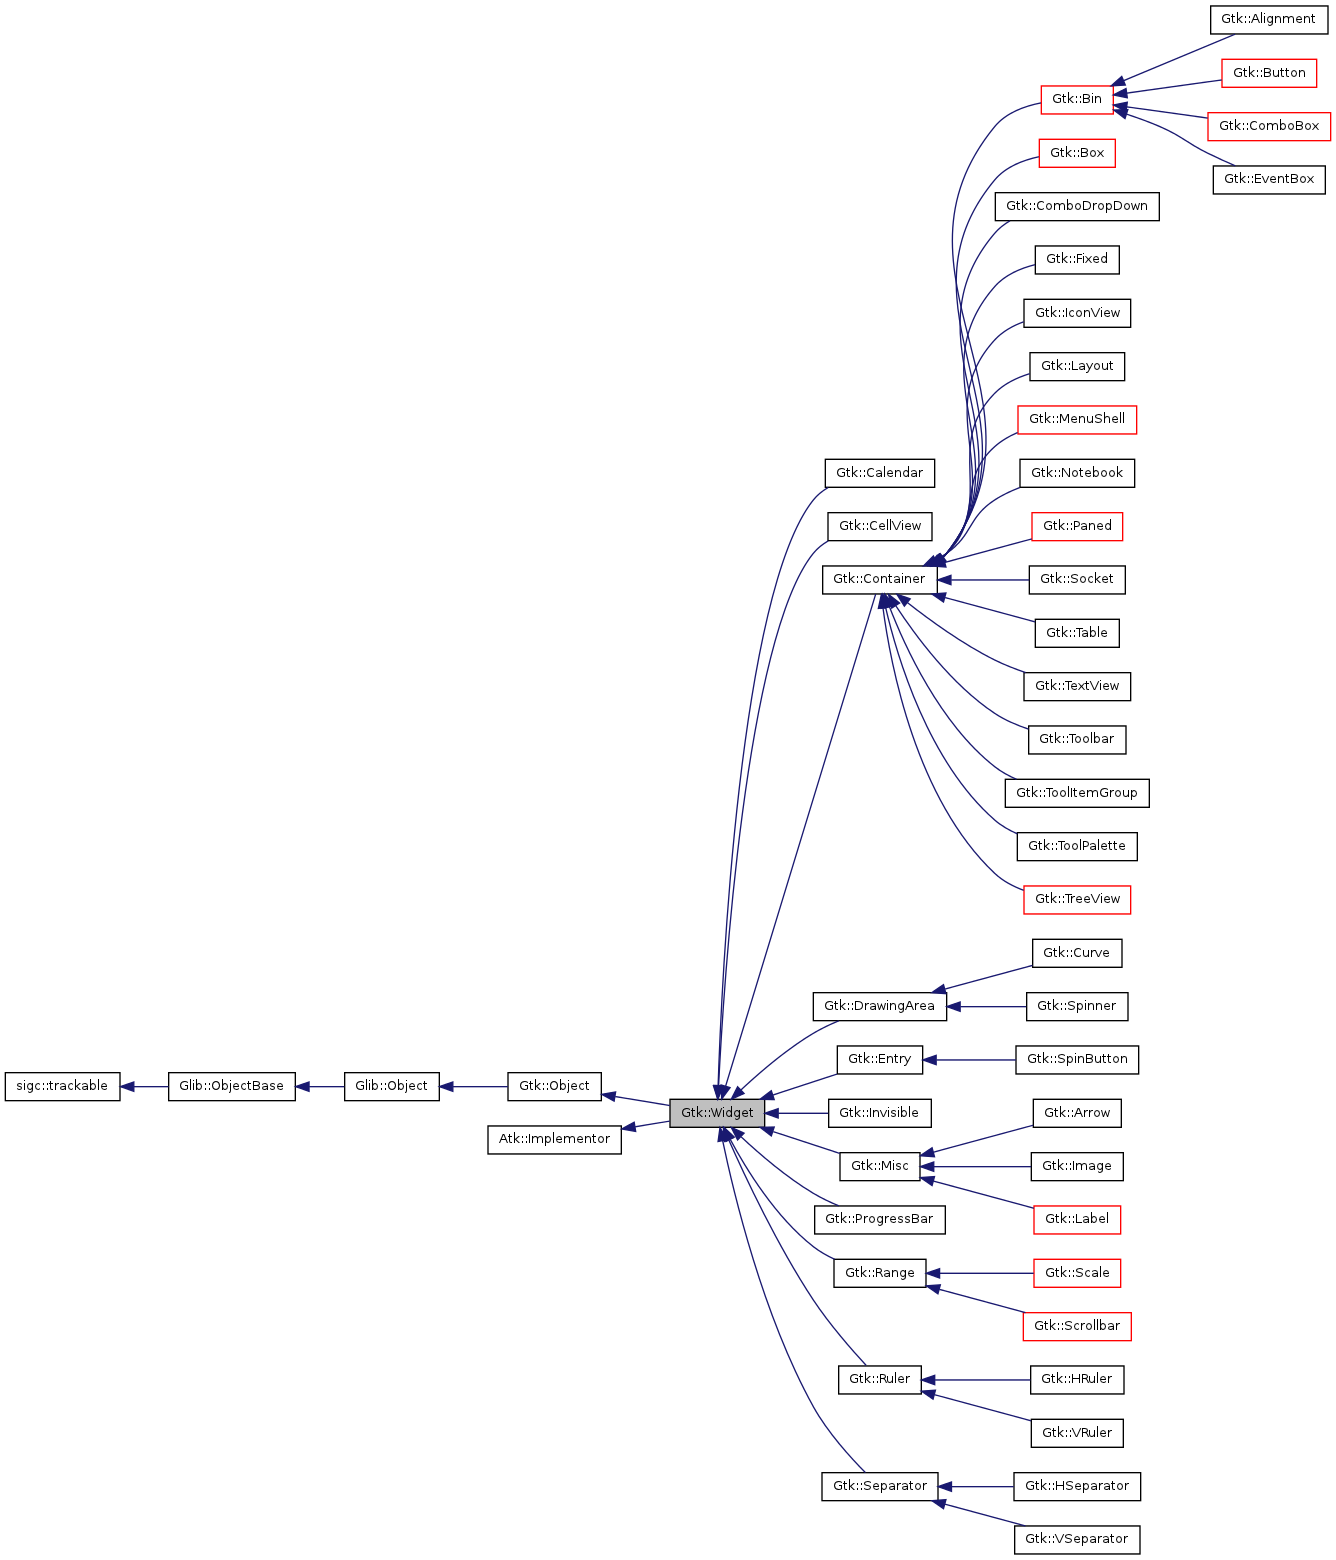 Gtk::Alignment
Gtk::Button
Gtk::Bin
Gtk::ComboBox
Gtk::Box
Gtk::EventBox
Gtk::ComboDropDown
Gtk::Fixed
Gtk::IconView
Gtk::Layout
Gtk::MenuShell
Gtk::Calendar
Gtk::Notebook
Gtk::CellView
Gtk::Paned
Gtk::Container
Gtk::Socket
Gtk::Table
Gtk::TextView
Gtk::Toolbar
Gtk::ToolItemGroup
Gtk::ToolPalette
Gtk::TreeView
Gtk::Curve
Gtk::DrawingArea
Gtk::Spinner
Gtk::Entry
Gtk::SpinButton
sigc::trackable
Glib::ObjectBase
Glib::Object
Gtk::Object
Gtk::Widget
Gtk::Invisible
Gtk::Arrow
Atk::Implementor
Gtk::Misc
Gtk::Image
Gtk::ProgressBar
Gtk::Label
Gtk::Range
Gtk::Scale
Gtk::Scrollbar
Gtk::Ruler
Gtk::HRuler
Gtk::VRuler
Gtk::Separator
Gtk::HSeparator
Gtk::VSeparator